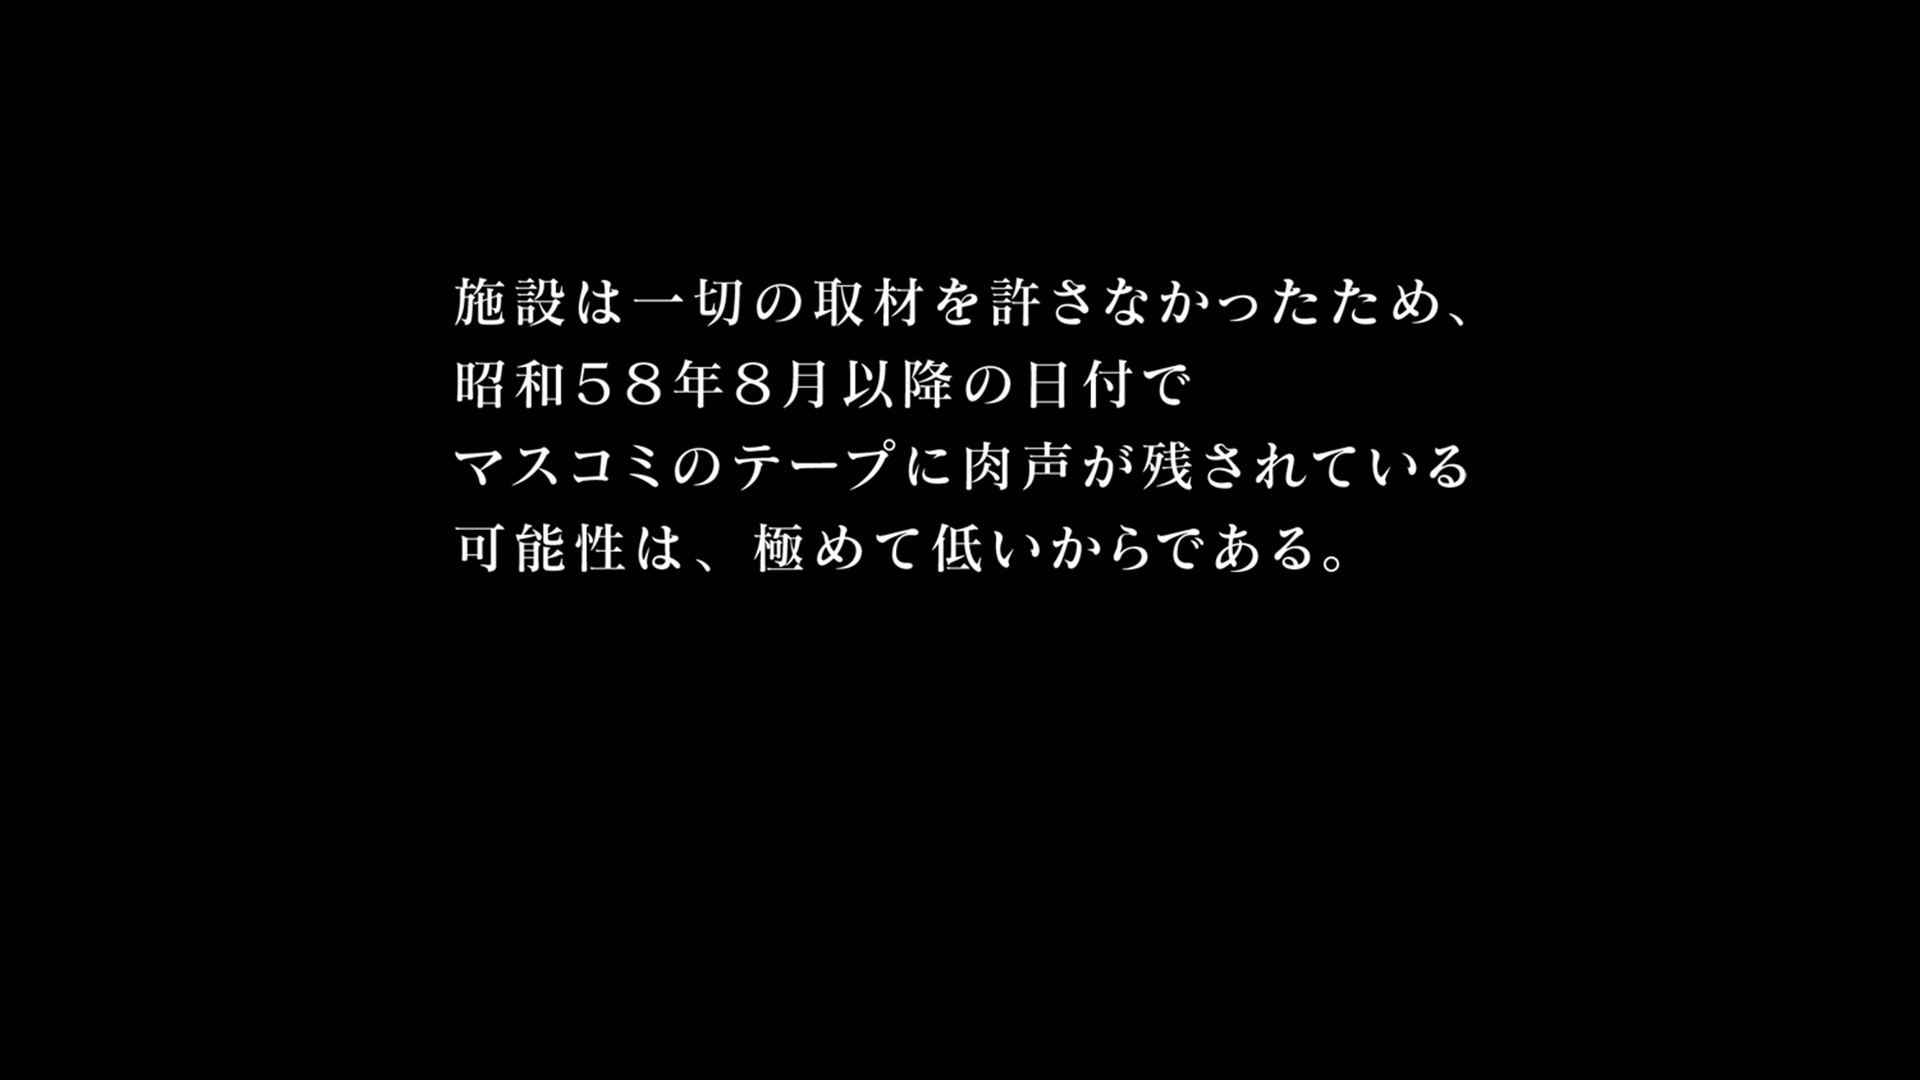 施設は一切の取材を許さなかったため、
昭和５８年８月以降の日付で
マスコミのテープに肉声が残されている
可能性は、極めて低いからである。